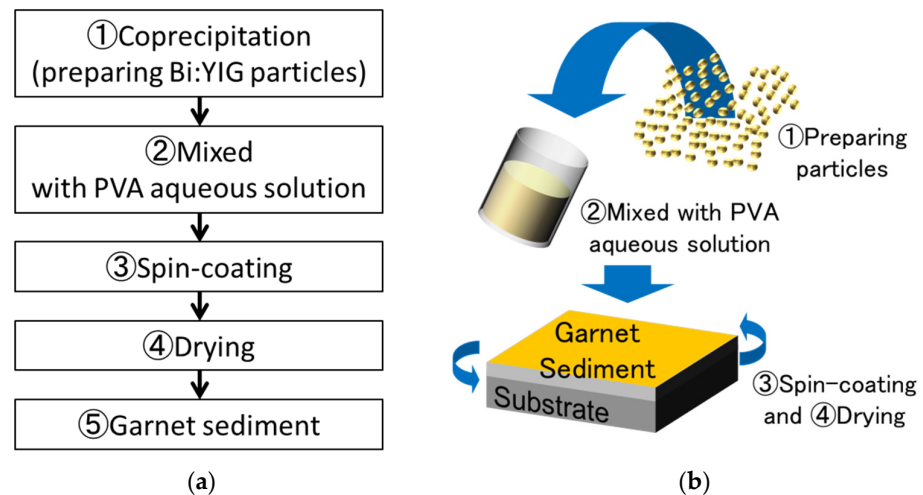 ①Coprecipitation
(preparing Bi:YIG particles)
②Mixed
with PVA aqueous solution
③Spin-coating
④Drying
⑤Garnet sediment
(a)
①Preparing
particles
②Mixed with PVA
aqueous solution
Garnet
Sediment
Substrate
③Spin-coating
and ④Drying
(b)